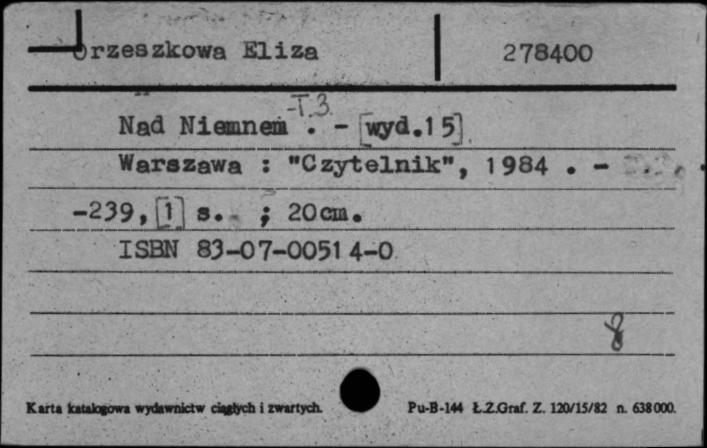 Orzeszkowa Eliza 278400
-T.3.
Nad Niemnem . - [wyd.15]
Warszawa : "Czytelnik", 1984 . -
-239, [1] s. ; 20cm.
ISBN 83-07-00514-0
8
Karta katalogowa wydawnictw ciągłych i zwartych. Pu-B-144 Ł.Z.Graf. Z. 120/15/82 n. 638000.